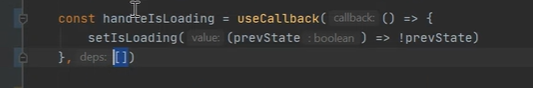 const handleIsLoading = useCallback( callback: () => {
setIsLoading( value: (prevState : boolean ) => !prevState)
}, deps: [])